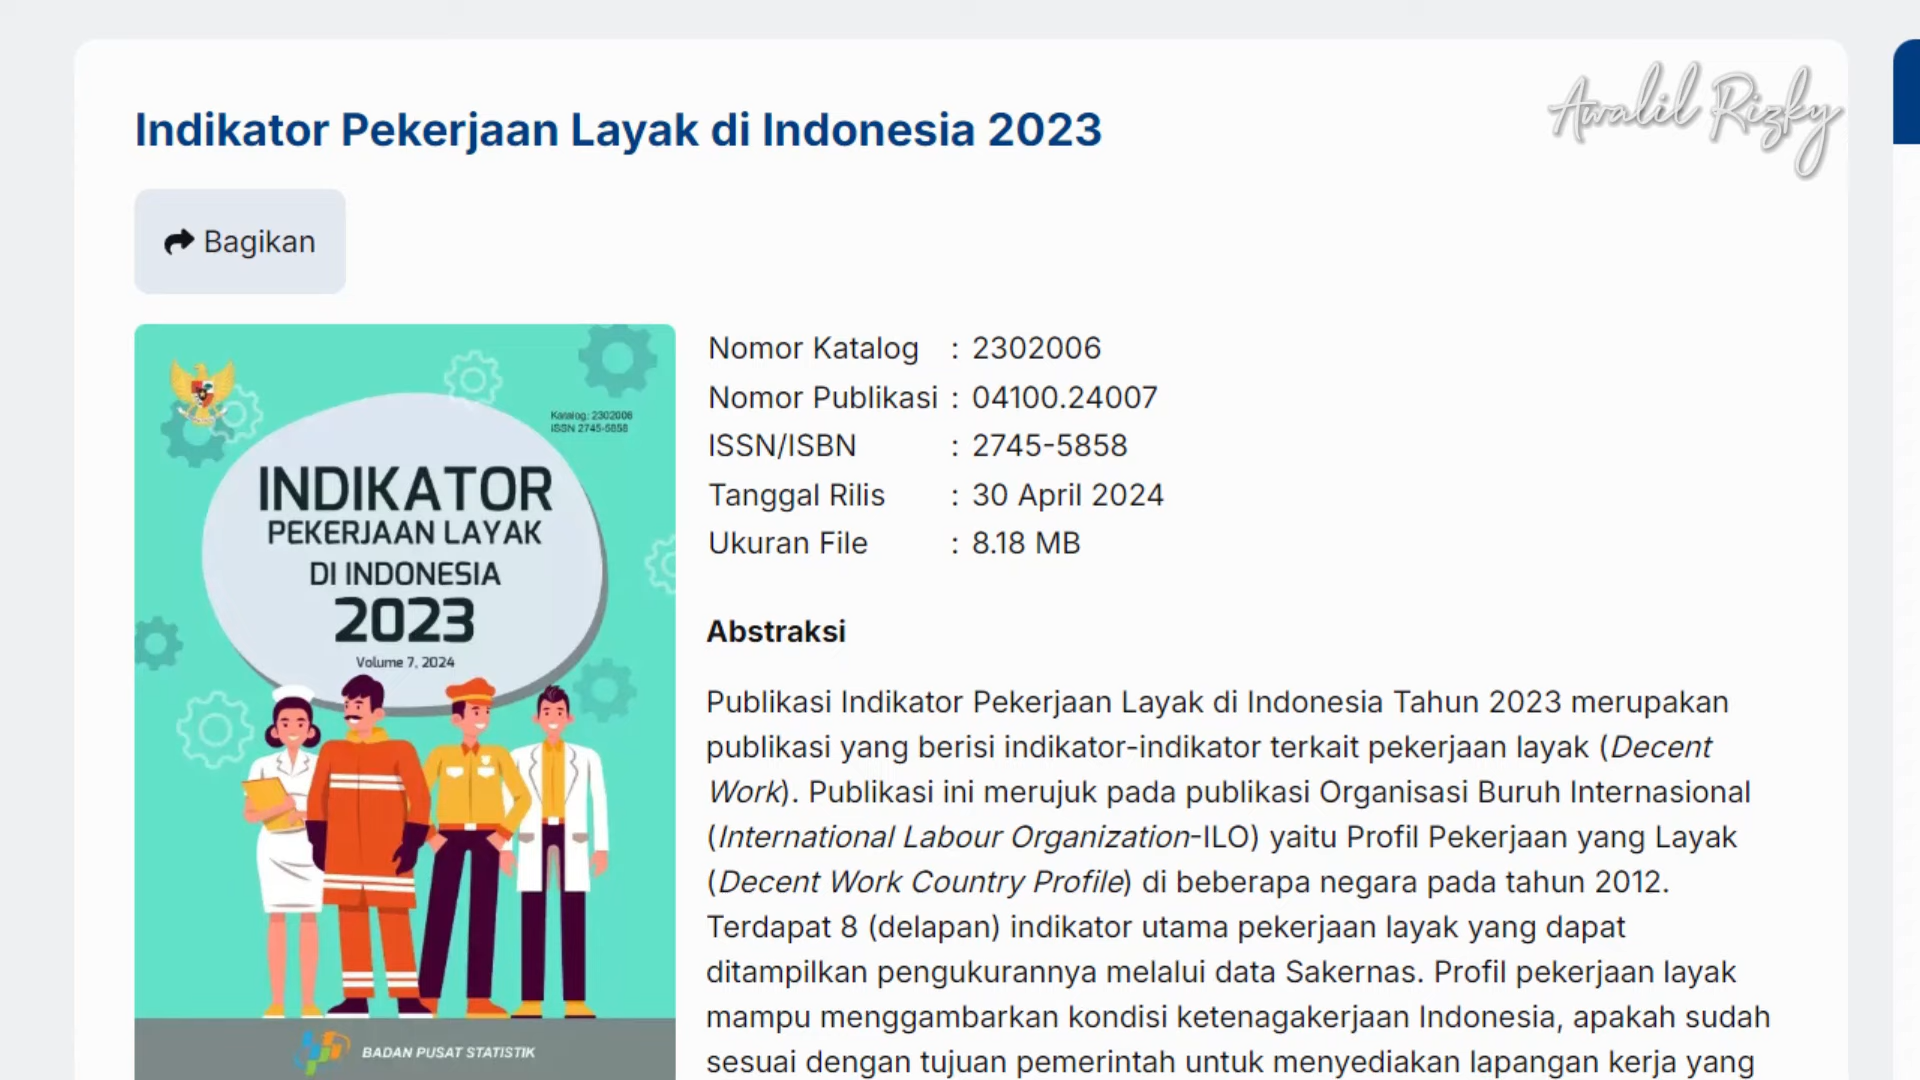 Awalil Rizky
Indikator Pekerjaan Layak di Indonesia 2023
Bagikan
Katalog: 2302006
ISSN 2745-5858
INDIKATOR
PEKERJAAN LAYAK
DI INDONESIA
2023
Volume 7, 2024
BADAN PUSAT STATISTIK
Nomor Katalog : 2302006
Nomor Publikasi : 04100.24007
ISSN/ISBN : 2745-5858
Tanggal Rilis : 30 April 2024
Ukuran File : 8.18 MB
Abstraksi
Publikasi Indikator Pekerjaan Layak di Indonesia Tahun 2023 merupakan
publikasi yang berisi indikator-indikator terkait pekerjaan layak (Decent
Work). Publikasi ini merujuk pada publikasi Organisasi Buruh Internasional
(International Labour Organization-ILO) yaitu Profil Pekerjaan yang Layak
(Decent Work Country Profile) di beberapa negara pada tahun 2012.
Terdapat 8 (delapan) indikator utama pekerjaan layak yang dapat
ditampilkan pengukurannya melalui data Sakernas. Profil pekerjaan layak
mampu menggambarkan kondisi ketenagakerjaan Indonesia, apakah sudah
sesuai dengan tujuan pemerintah untuk menyediakan lapangan kerja yang